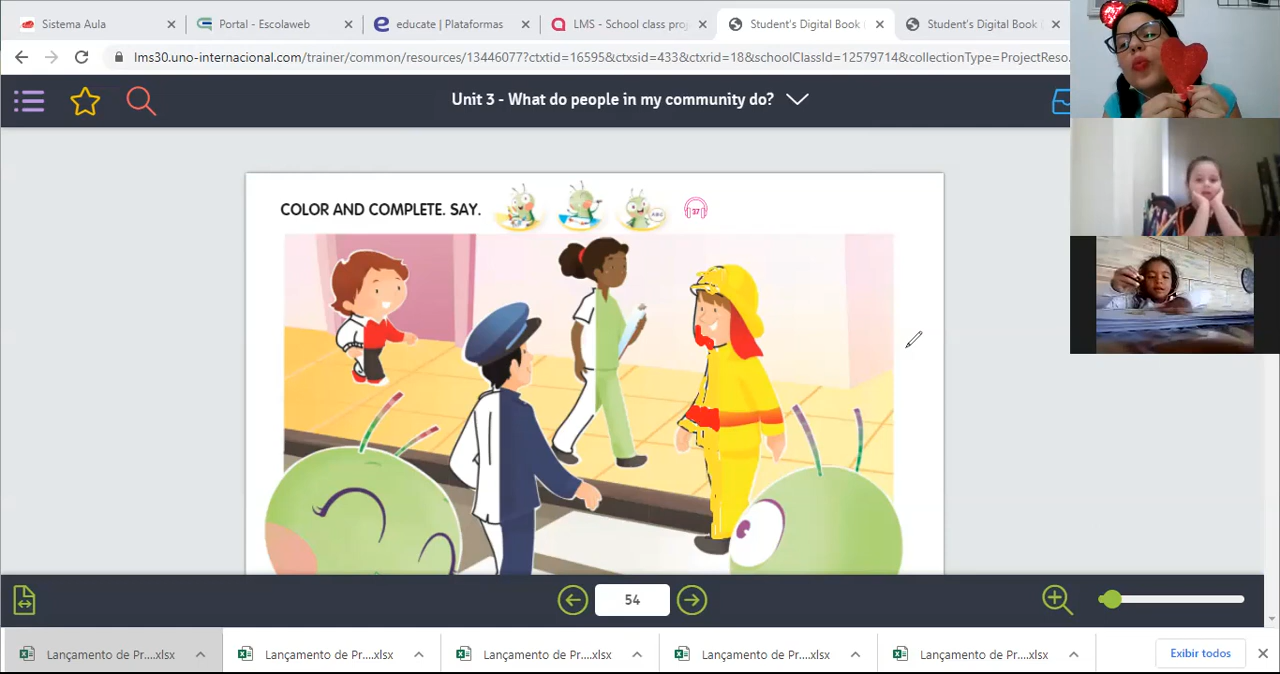 Sistema Aula
Portal - Escolaweb
educate | Plataformas
LMS - School class pro
Student's Digital Book
Student's Digital Book
lms30.uno-internacional.com/trainer/common/resource/13446077?ctxtid=16595&ctxsid=433&ctxrid=18&schoolClassId=12579714&collectionType=ProjectReso...
Unit 3 - What do people in my community do?
COLOR AND COMPLETE. SAY.
ABC
37
54
Lançamento de Pr....xlsx
Lançamento de Pr....xlsx
Lançamento de Pr....xlsx
Lançamento de Pr....xlsx
Lançamento de Pr....xlsx
Exibir todos